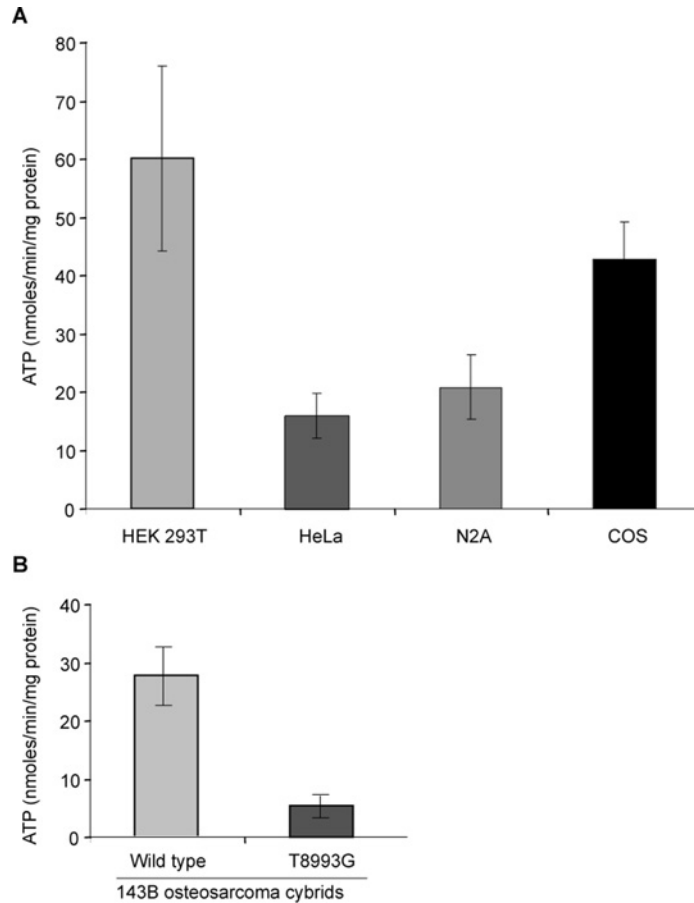 A
ATP (nmoles/min/mg protein)
80
70
60
50
40
30
20
10
0
HEK 293T HeLa N2A COS
B
ATP (nmoles/min/mg protein)
40
30
20
10
0
Wild type T8993G
143B osteosarcoma cybrids